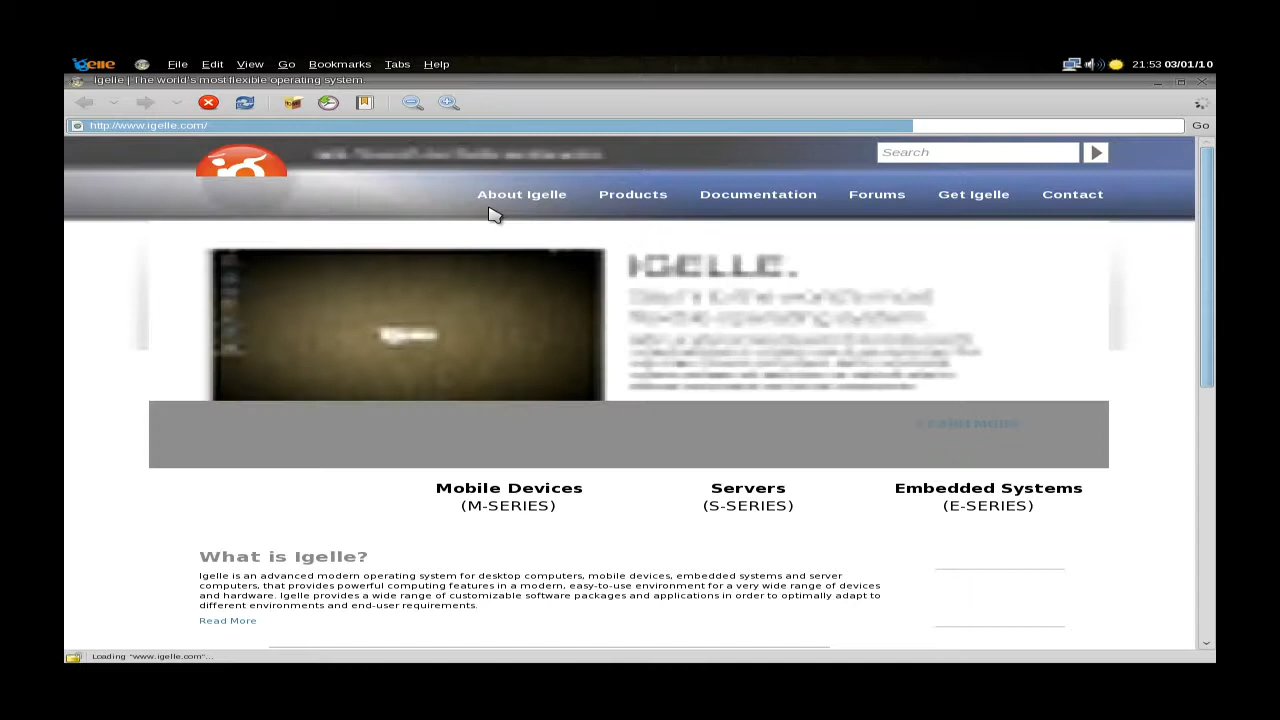 igelle File Edit View Go Bookmarks Tabs Help 21:53 03/01/10
Igelle | The world's most flexible operating system.
http://www.igelle.com/ Go
Search
About Igelle Products Documentation Forums Get Igelle Contact
IGELLE.
LEARN MORE
Mobile Devices Servers Embedded Systems
(M-SERIES) (S-SERIES) (E-SERIES)
What is Igelle?
Igelle is an advanced modern operating system for desktop computers, mobile devices, embedded systems and server
computers, that provides powerful computing features in a modern, easy-to-use environment for a very wide range of devices
and hardware. Igelle provides a wide range of customizable software packages and applications in order to optimally adapt to
different environments and end-user requirements.
Read More
Loading "www.igelle.com"...